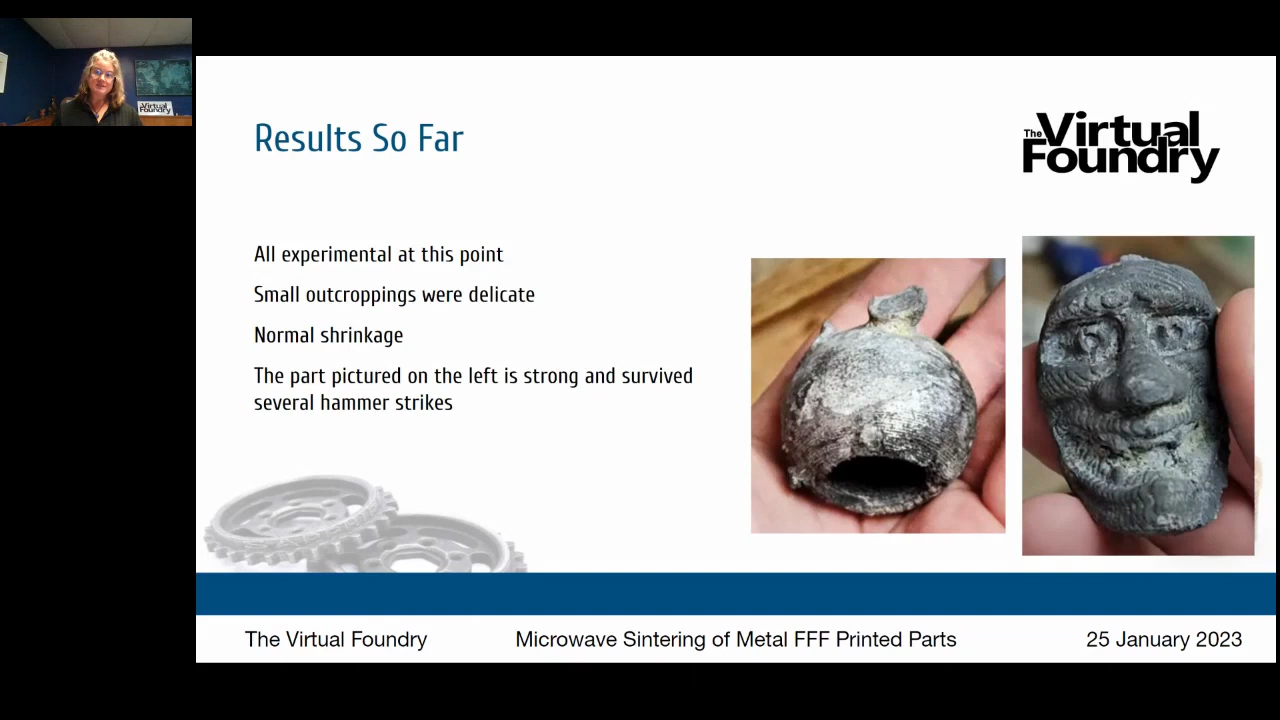 Virtual
Foundry
Results So Far
The Virtual
Foundry
All experimental at this point
Small outcroppings were delicate
Normal shrinkage
The part pictured on the left is strong and survived
several hammer strikes
The Virtual Foundry
Microwave Sintering of Metal FFF Printed Parts
25 January 2023